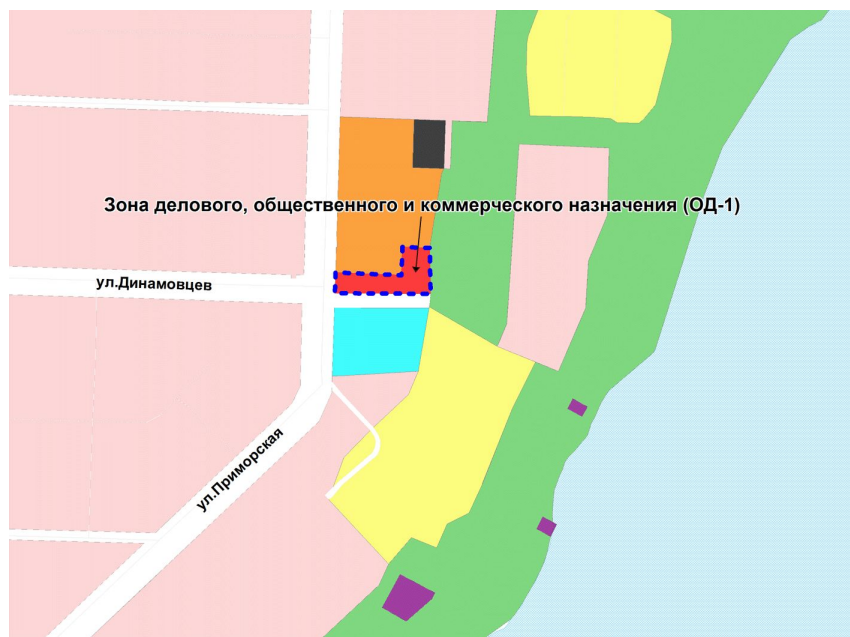 Зона делового, общественного и коммерческого назначения (ОД-1)
ул.Динамовцев
ул.Приморская